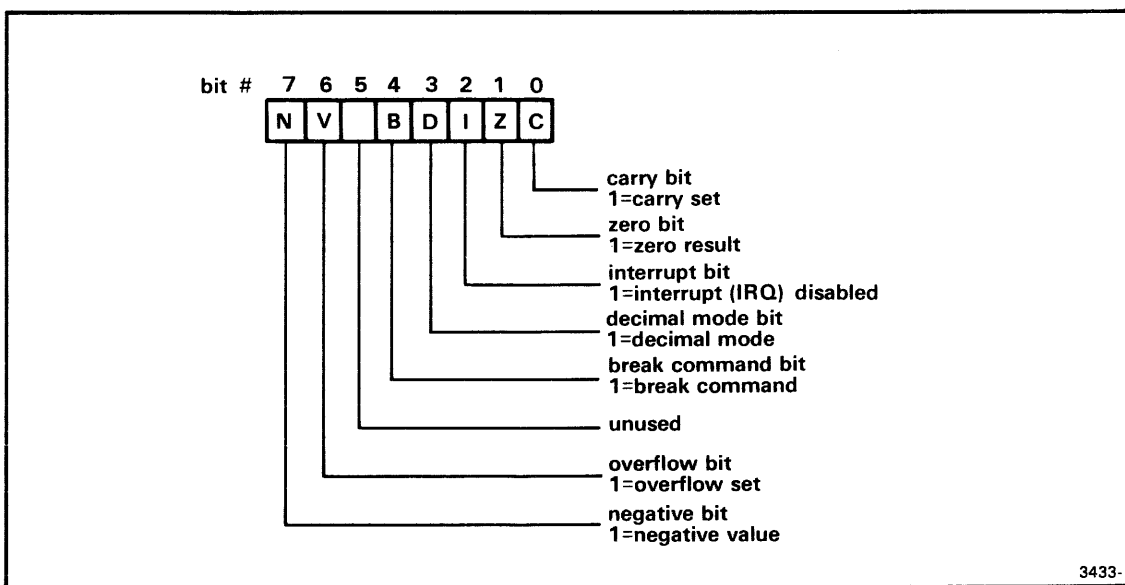 bit # 7 6 5 4 3 2 1 0
N V B D I Z C
carry bit
1=carry set
zero bit
1=zero result
interrupt bit
1=interrupt (IRQ) disabled
decimal mode bit
1=decimal mode
break command bit
1=break command
unused
overflow bit
1=overflow set
negative bit
1=negative value
3433-